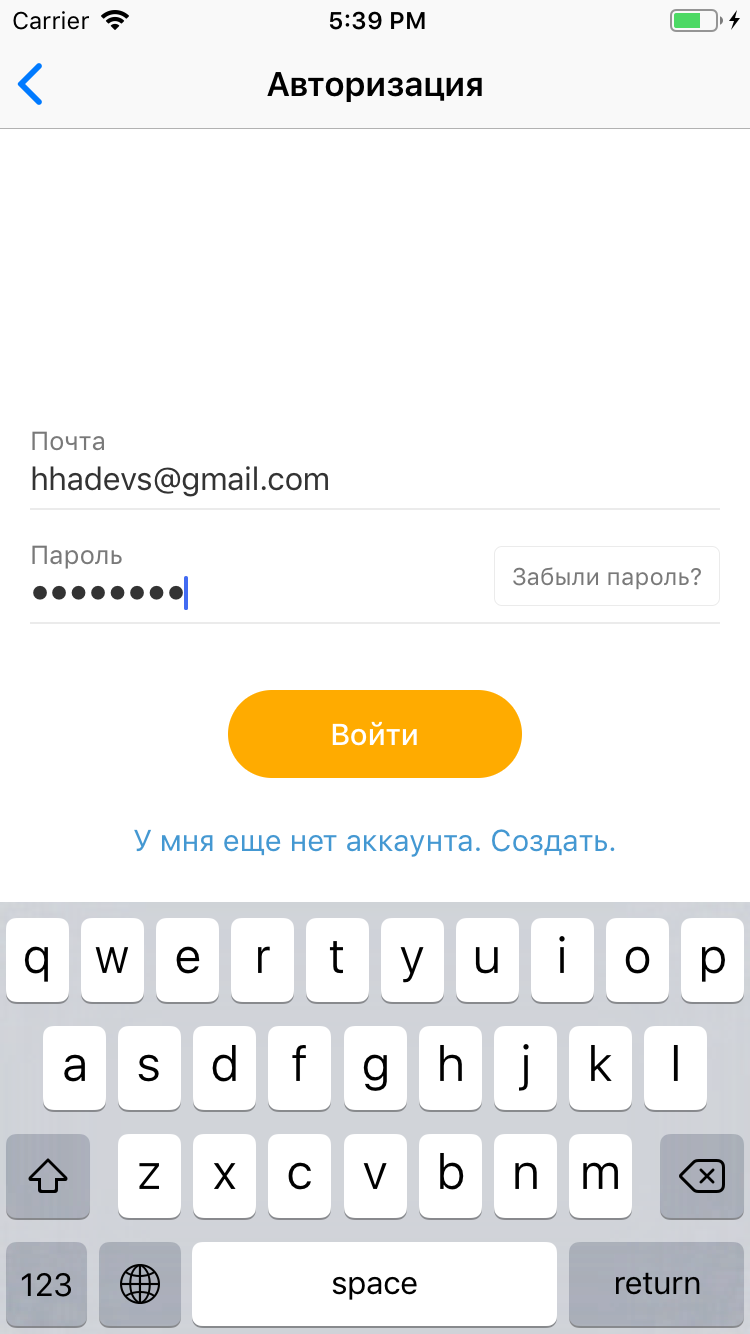 Carrier 5:39 PM
Авторизация
Почта
hhadevs@gmail.com
Пароль
Забыли пароль?
Войти
У мня еще нет аккаунта. Создать.
q w e r t y u i o p
a s d f g h j k l
z x c v b n m
123 space return